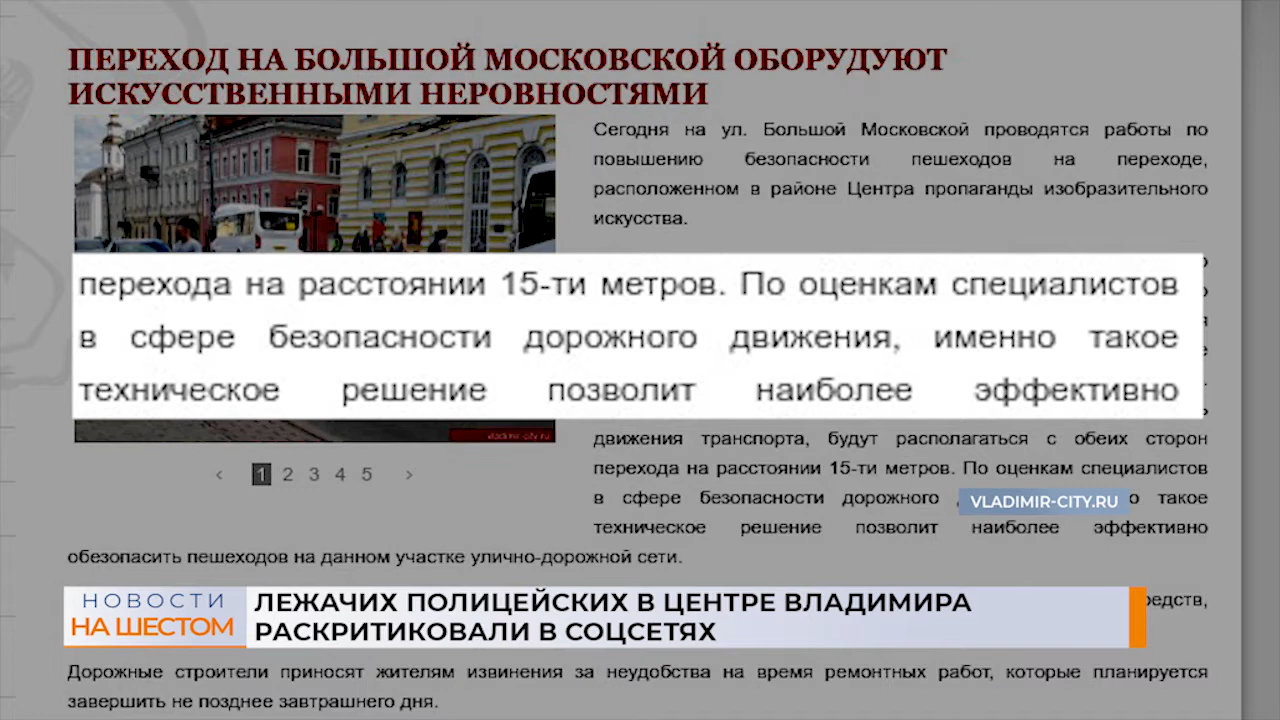 ПЕРЕХОД НА БОЛЬШОЙ МОСКОВСКОЙ ОБОРУДУЮТ
ИСКУССТВЕННЫМИ НЕРОВНОСТЯМИ
Сегодня на ул. Большой Московской проводятся работы по
повышению безопасности пешеходов на переходе,
расположенном в районе Центра пропаганды изобразительного
искусства.
перехода на расстоянии 15-ти метров. По оценкам специалистов
в сфере безопасности дорожного движения, именно такое
техническое решение позволит наиболее эффективно
vladimir-city.ru
< 1 2 3 4 5 >
движения транспорта, будут располагаться с обеих сторон
перехода на расстоянии 15-ти метров. По оценкам специалистов
в сфере безопасности дорожного такое
VLADIMIR-CITY.RU
техническое решение позволит наиболее эффективно
обезопасить пешеходов на данном участке улично-дорожной сети.
НОВОСТИ
НА ШЕСТОМ
ЛЕЖАЧИХ ПОЛИЦЕЙСКИХ В ЦЕНТРЕ ВЛАДИМИРА
РАСКРИТИКОВАЛИ В СОЦСЕТЯХ
Дорожные строители приносят жителям извинения за неудобства на время ремонтных работ, которые планируется
завершить не позднее завтрашнего дня.